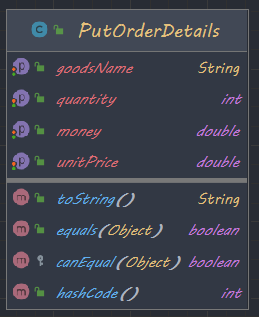 PutOrderDetails
goodsName String
quantity int
money double
unitPrice double
toString() String
equals(Object) boolean
canEqual(Object) boolean
hashCode() int